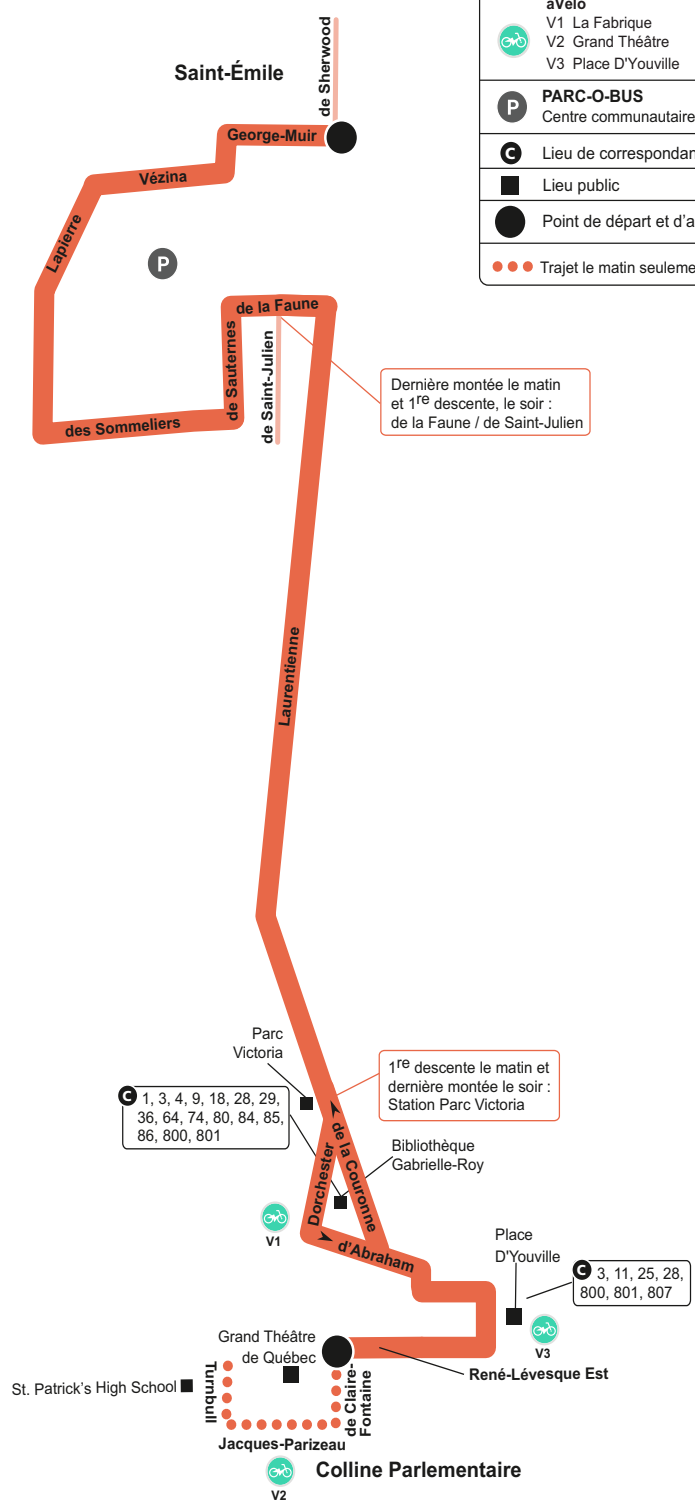 àVélo
V1 La Fabrique
V2 Grand Théâtre
V3 Place D'Youville
P
PARC-O-BUS
Centre communautaire
C Lieu de correspondan
Lieu public
Point de départ et d'a
Trajet le matin seuleme
Saint-Émile
de Sherwood
George-Muir
Vézina
Lapierre
P
de la Faune
de Sauternes
de Saint-Julien
des Sommeliers
Dernière montée le matin
et 1re descente, le soir :
de la Faune / de Saint-Julien
Laurentienne
Parc
Victoria
1re descente le matin et
dernière montée le soir :
Station Parc Victoria
C 1, 3, 4, 9, 18, 28, 29,
36, 64, 74, 80, 84, 85,
86, 800, 801
Dorchester
de la Couronne
Bibliothèque
Gabrielle-Roy
V1
d'Abraham
Place
D'Youville
C 3, 11, 25, 28,
800, 801, 807
V3
Grand Théâtre
de Québec
René-Lévesque Est
St. Patrick's High School
Turnbull
de Claire-
Fontaine
Jacques-Parizeau
V2
Colline Parlementaire